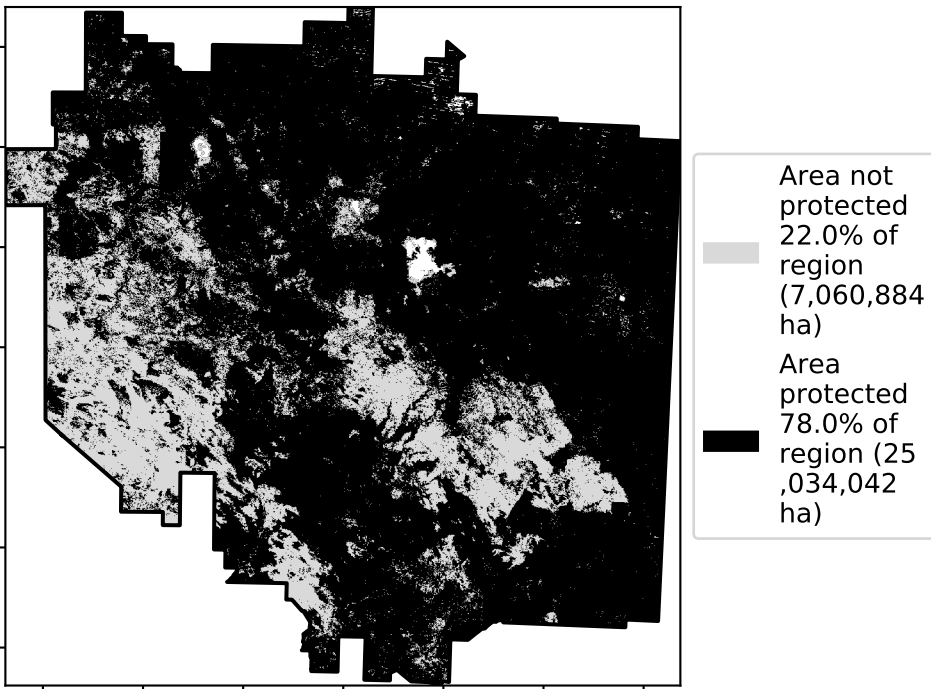 Area not
protected
22.0% of
region
(7,060,884
ha)
Area
protected
78.0% of
region (25
,034,042
ha)